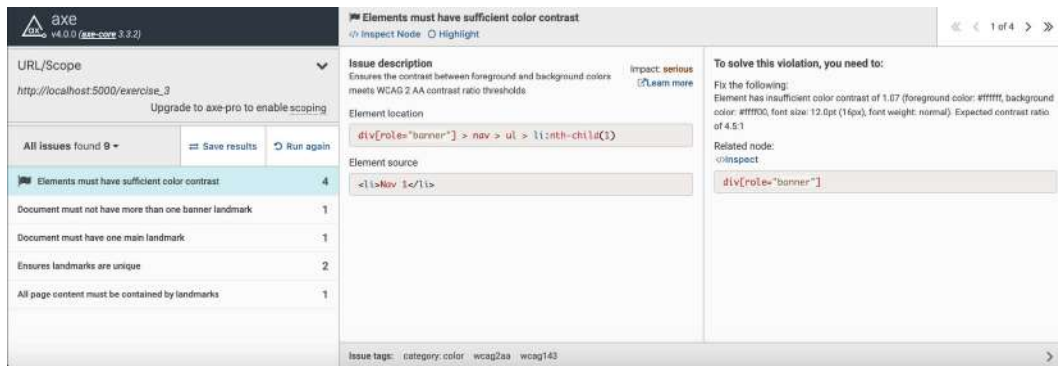 axe
v4.0.0 (axe-core 3.3.2)
URL/Scope
http://localhost:5000/exercise_3
Upgrade to axe-pro to enable scoping
All issues found 9
Save results
Run again
Elements must have sufficient color contrast 4
Document must not have more than one banner landmark 1
Document must have one main landmark 1
Ensures landmarks are unique 2
All page content must be contained by landmarks 1
Elements must have sufficient color contrast
</> Inspect Node Highlight
1 of 4
Issue description
Impact: serious
Ensures the contrast between foreground and background colors
Learn more
meets WCAG 2 AA contrast ratio thresholds
Element location
div[role="banner"] > nav > ul > li:nth-child(1)
Element source
<li>Nav 1</li>
To solve this violation, you need to:
Fix the following:
Element has insufficient color contrast of 1.07 (foreground color: #ffffff, background
color: #ffff00, font size: 12.0pt (16px), font weight: normal). Expected contrast ratio
of 4.5:1
Related node:
</>Inspect
div[role="banner"]
Issue tags: category: color wcag2aa wcag143